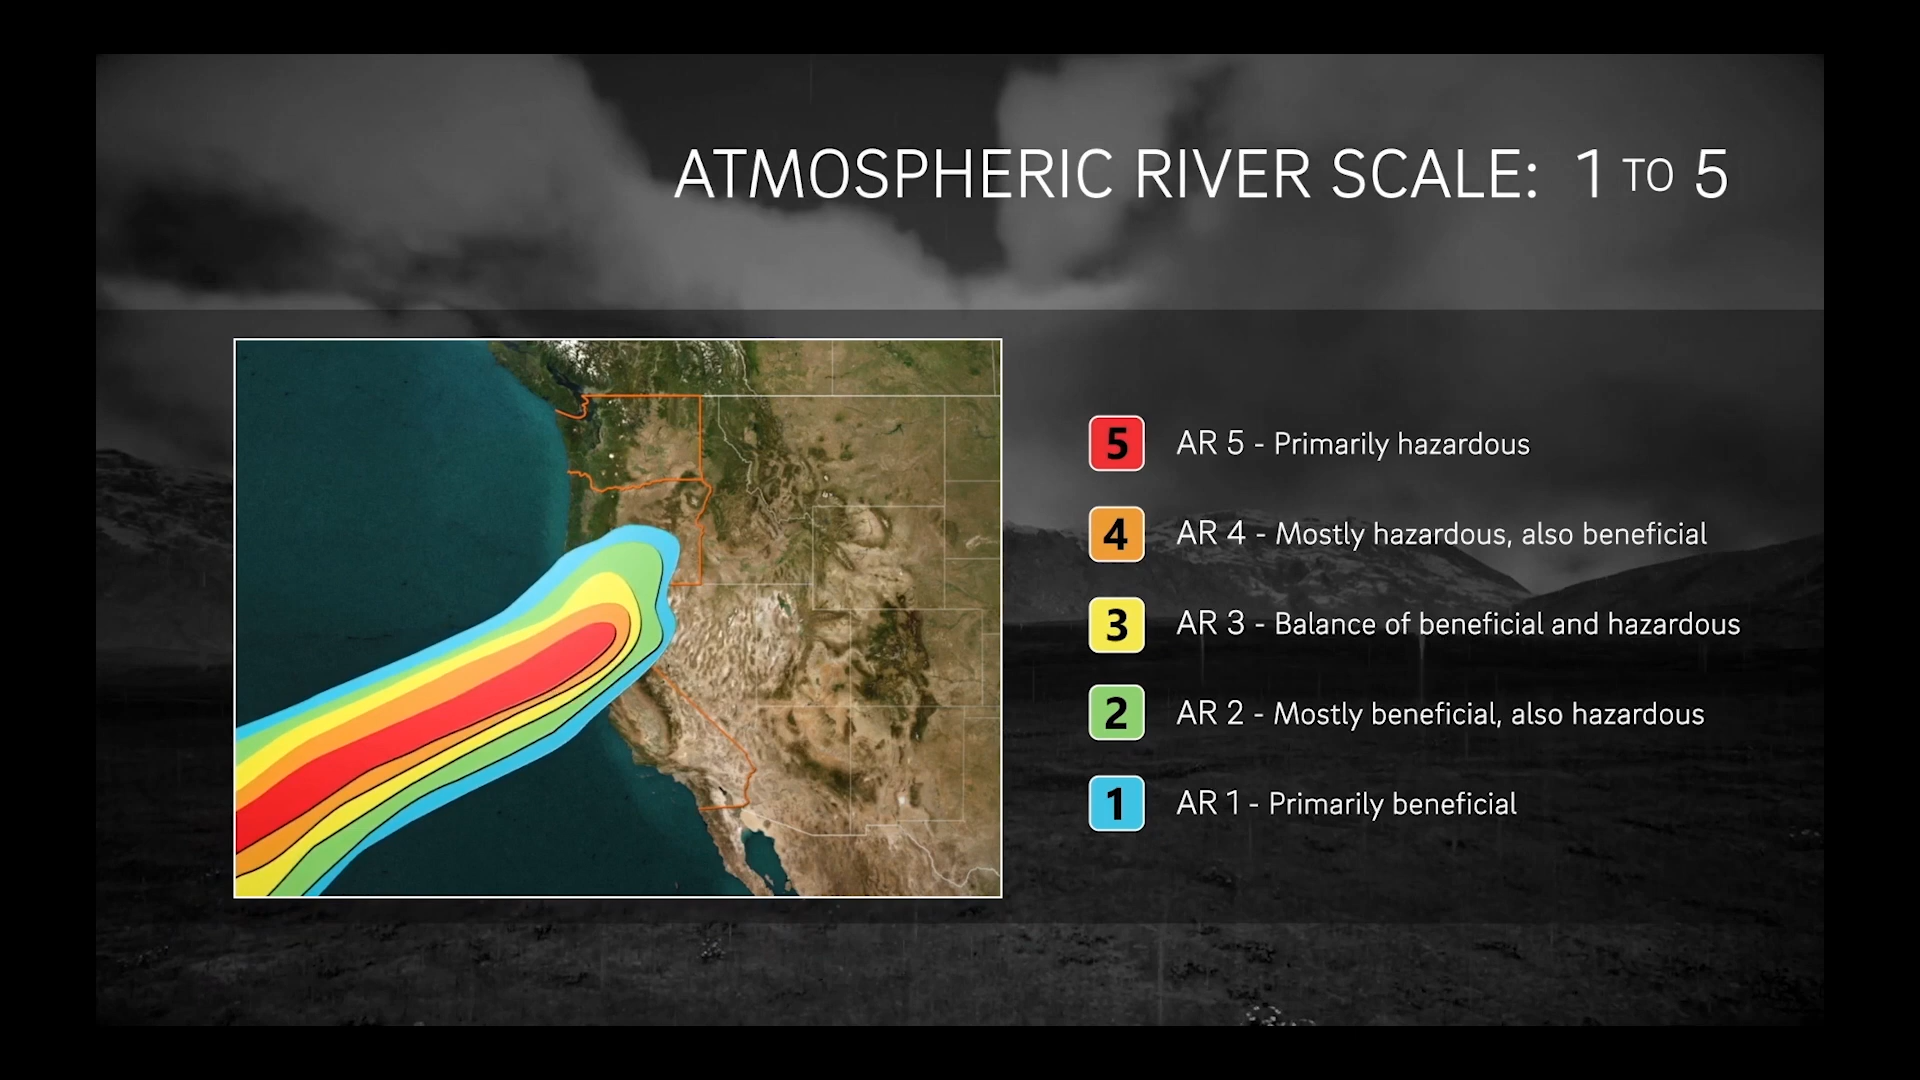 ATMOSPHERIC RIVER SCALE: 1 TO 5
5 AR 5 - Primarily hazardous
4 AR 4 - Mostly hazardous, also beneficial
3 AR 3 - Balance of beneficial and hazardous
2 AR 2 - Mostly beneficial, also hazardous
1 AR 1 - Primarily beneficial